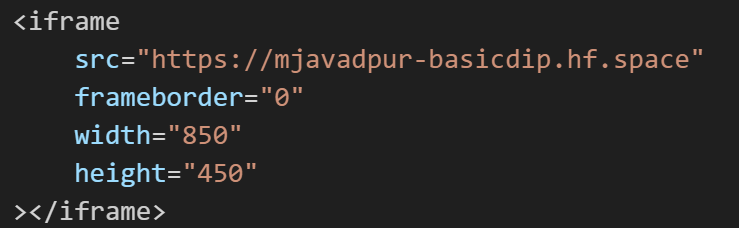 <iframe
    src="https://mjavadpur-basicdip.hf.space"
    frameborder="0"
    width="850"
    height="450"
></iframe>